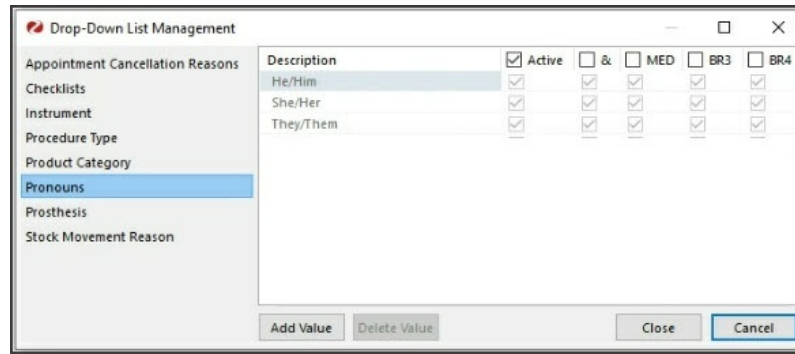 Drop-Down List Management
Appointment Cancellation Reasons
Checklists
Instrument
Procedure Type
Product Category
Pronouns
Prosthesis
Stock Movement Reason
Description Active & MED BR3 BR4
He/Him
She/Her
They/Them
Add Value Delete Value Close Cancel